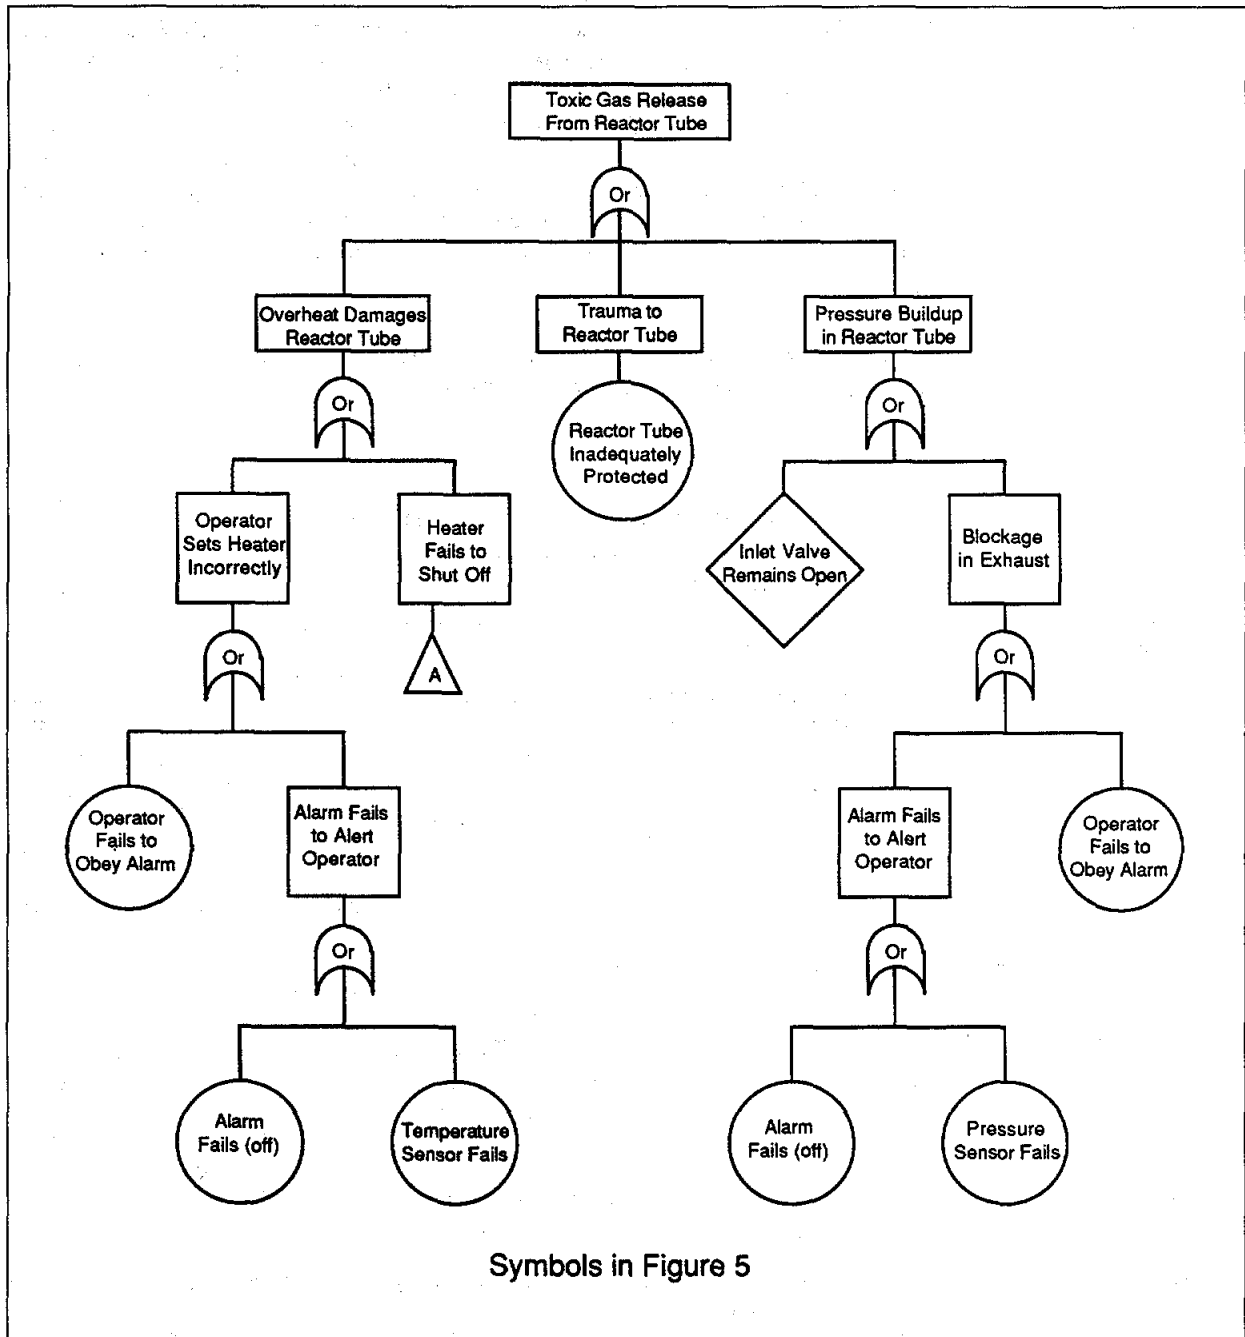 Toxic Gas Release
From Reactor Tube
Or
Overheat Damages
Reactor Tube
Trauma to
Reactor Tube
Pressure Buildup
in Reactor Tube
Or
Reactor Tube
Inadequately
Protected
Or
Operator
Sets Heater
Incorrectly
Heater
Fails to
Shut Off
Inlet Valve
Remains Open
Blockage
in Exhaust
Or
A
Or
Operator
Fails to
Obey Alarm
Alarm Fails
to Alert
Operator
Alarm Fails
to Alert
Operator
Operator
Fails to
Obey Alarm
Or
Or
Alarm
Fails (off)
Temperature
Sensor Fails
Alarm
Fails (off)
Pressure
Sensor Fails
Symbols in Figure 5